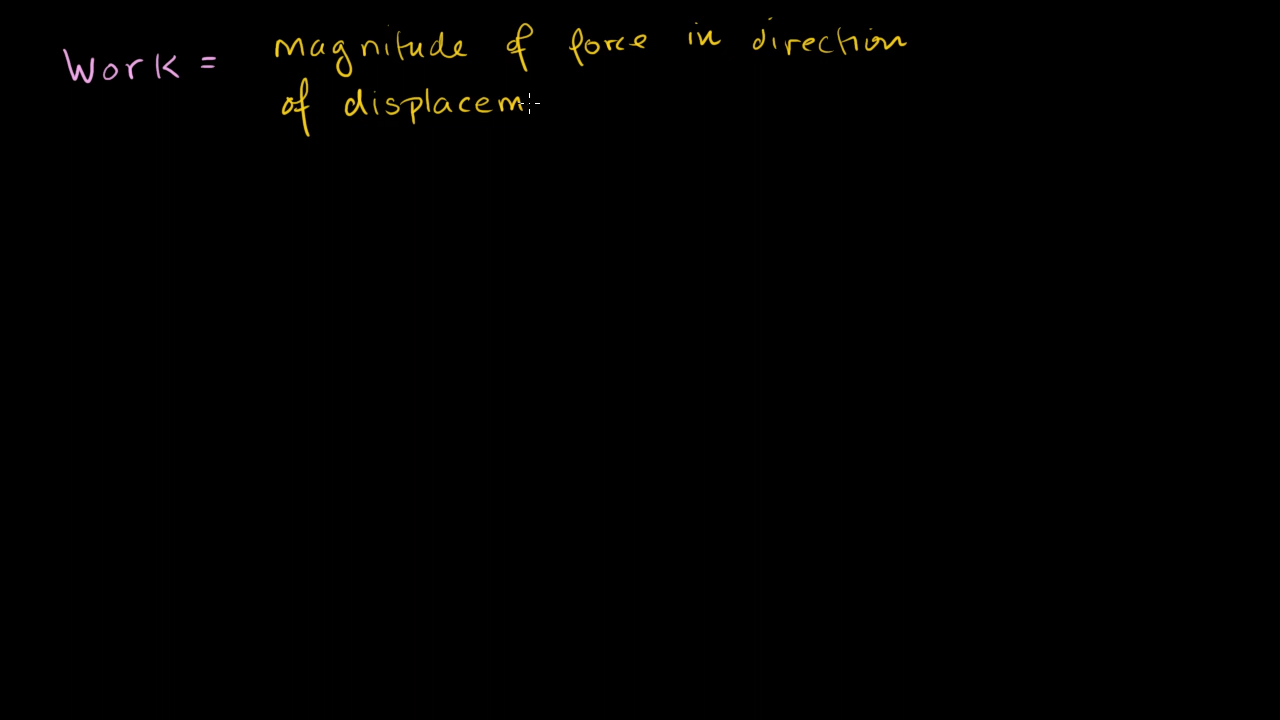 Work = magnitude of force in direction
of displacem